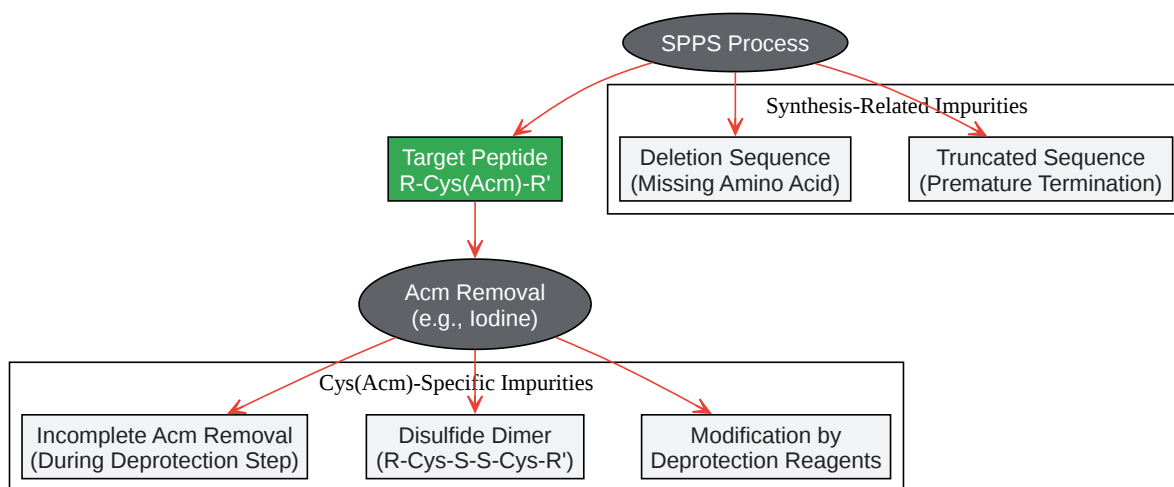 SPPS Process
Synthesis-Related Impurities
Target Peptide
R-Cys(Acm)-R'
Deletion Sequence
(Missing Amino Acid)
Truncated Sequence
(Premature Termination)
Acm Removal
(e.g., Iodine)
Cys(Acm)-Specific Impurities
Incomplete Acm Removal
(During Deprotection Step)
Disulfide Dimer
(R-Cys-S-S-Cys-R')
Modification by
Deprotection Reagents